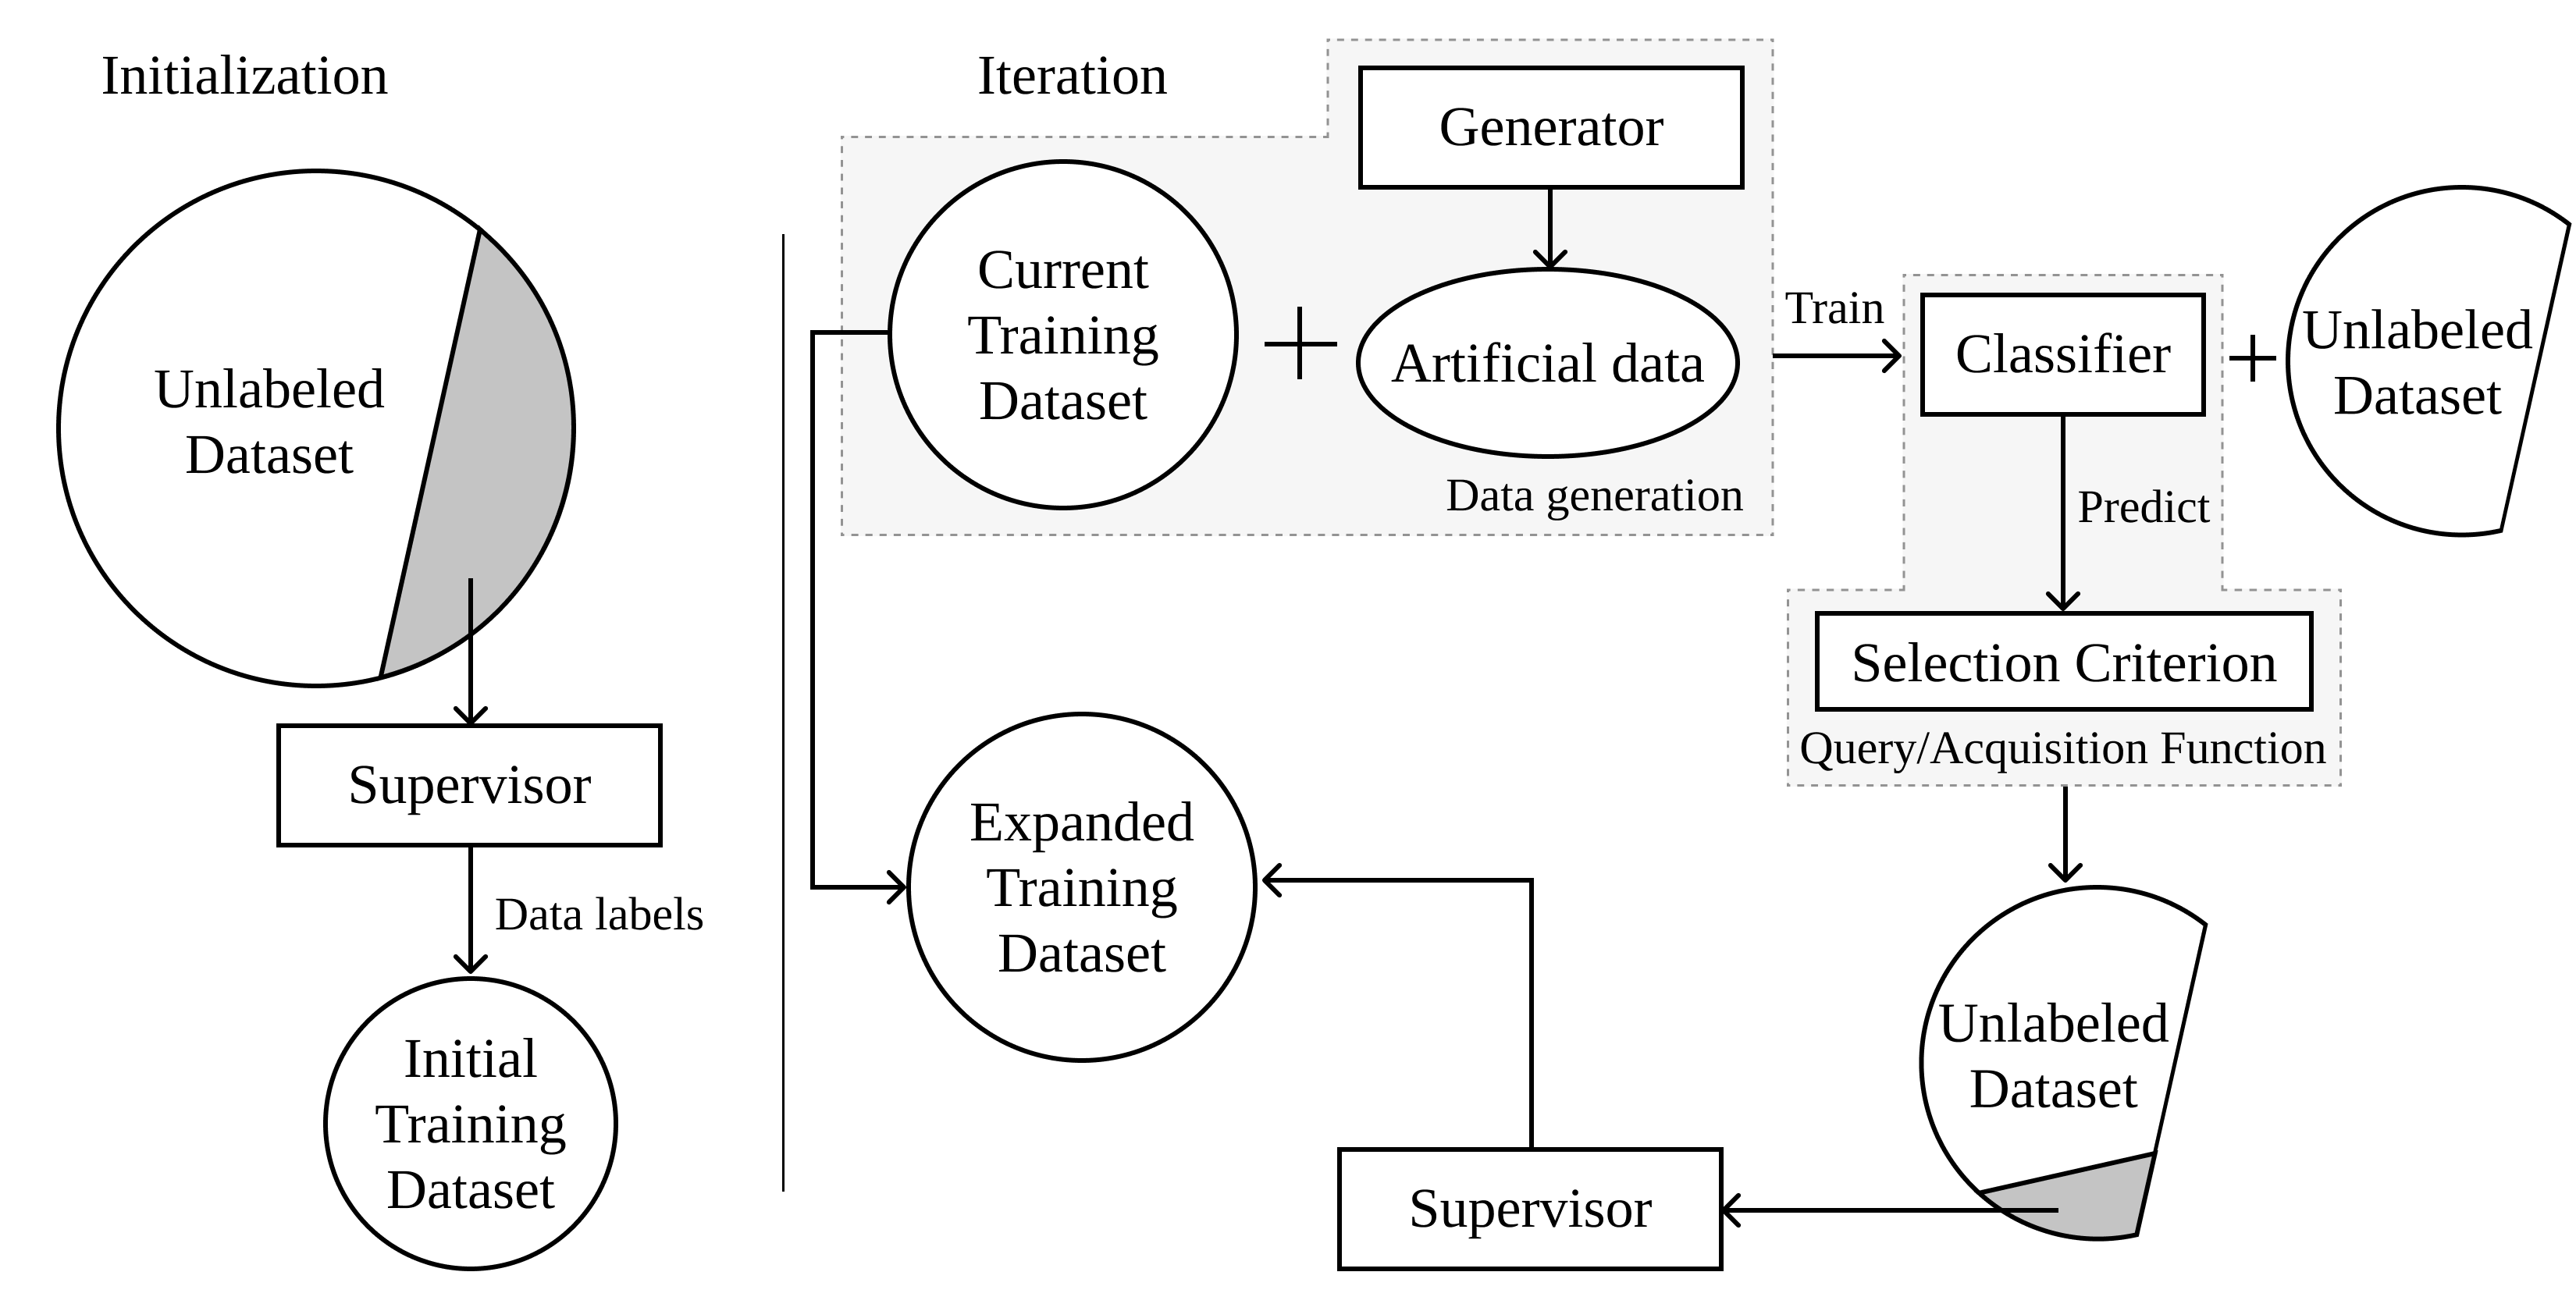 Initialization
Unlabeled
Dataset
Supervisor
Data labels
Initial
Training
Dataset
Iteration
Generator
Current
Training
Dataset
+
Artificial data
Data generation
Train
Classifier
+
Unlabeled
Dataset
Predict
Selection Criterion
Query/Acquisition Function
Expanded
Training
Dataset
Unlabeled
Dataset
Supervisor